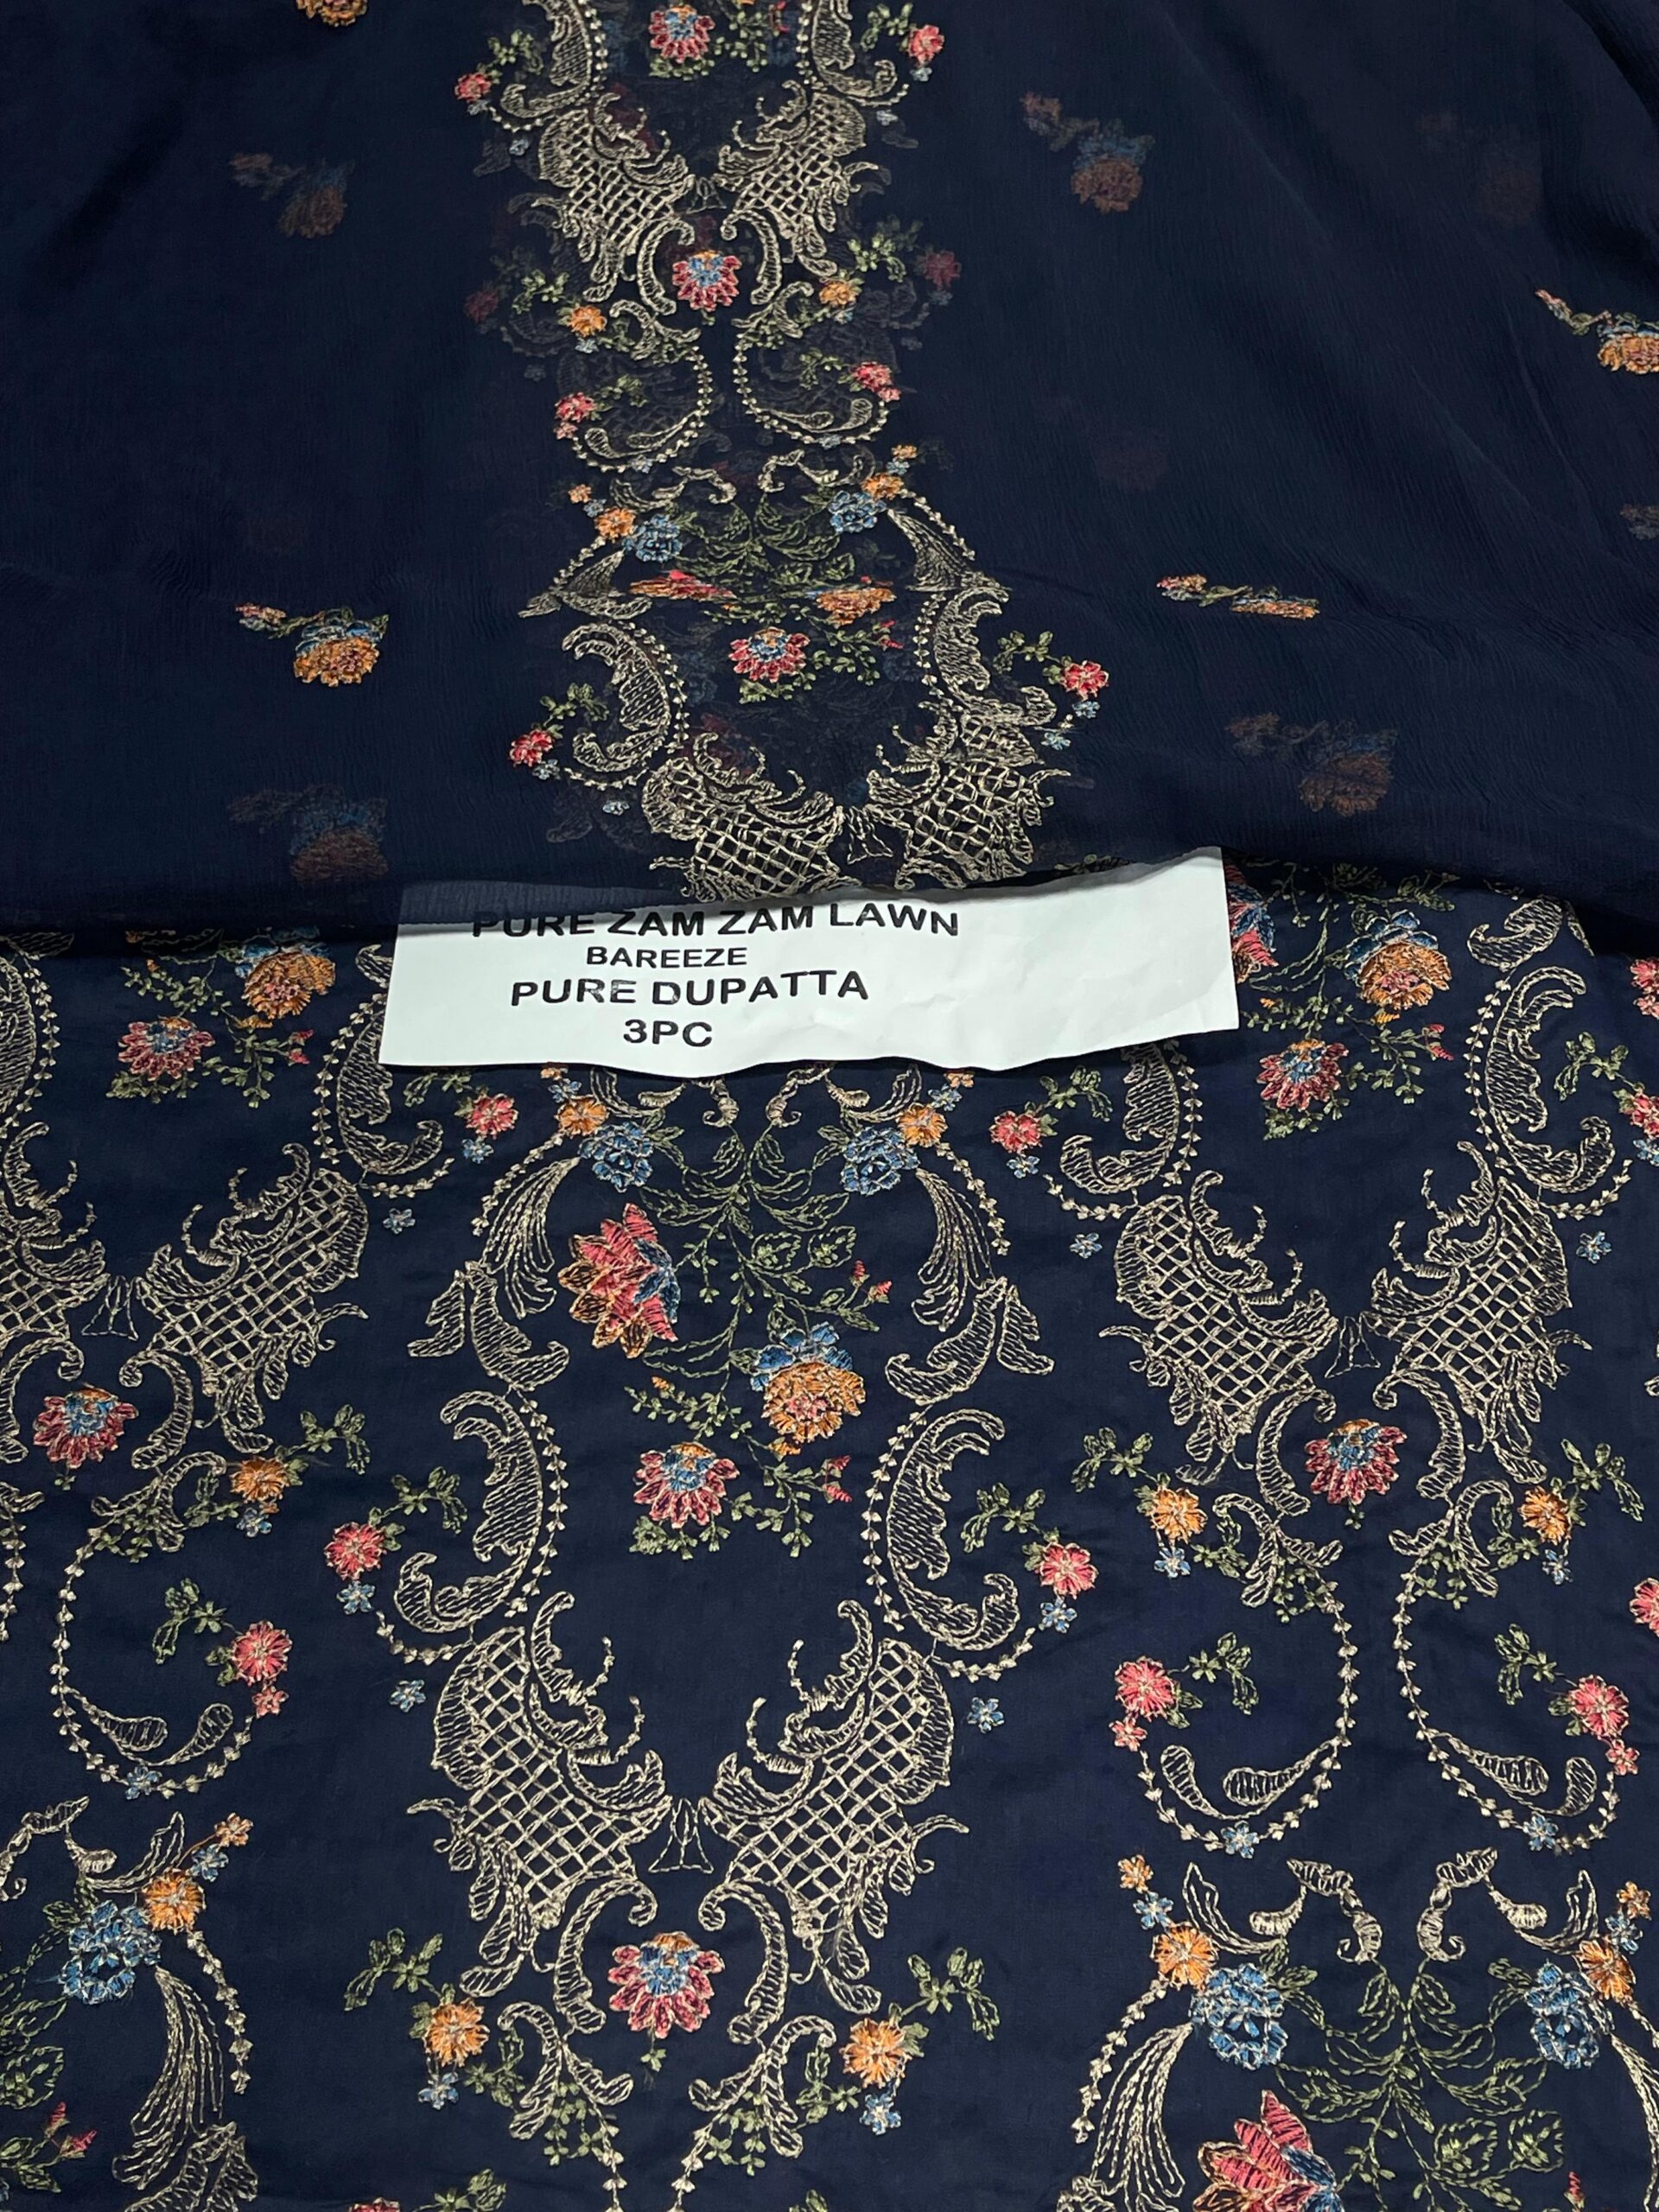 PURE ZAM ZAM LAWN
BAREEZE
PURE DUPATTA
3PC